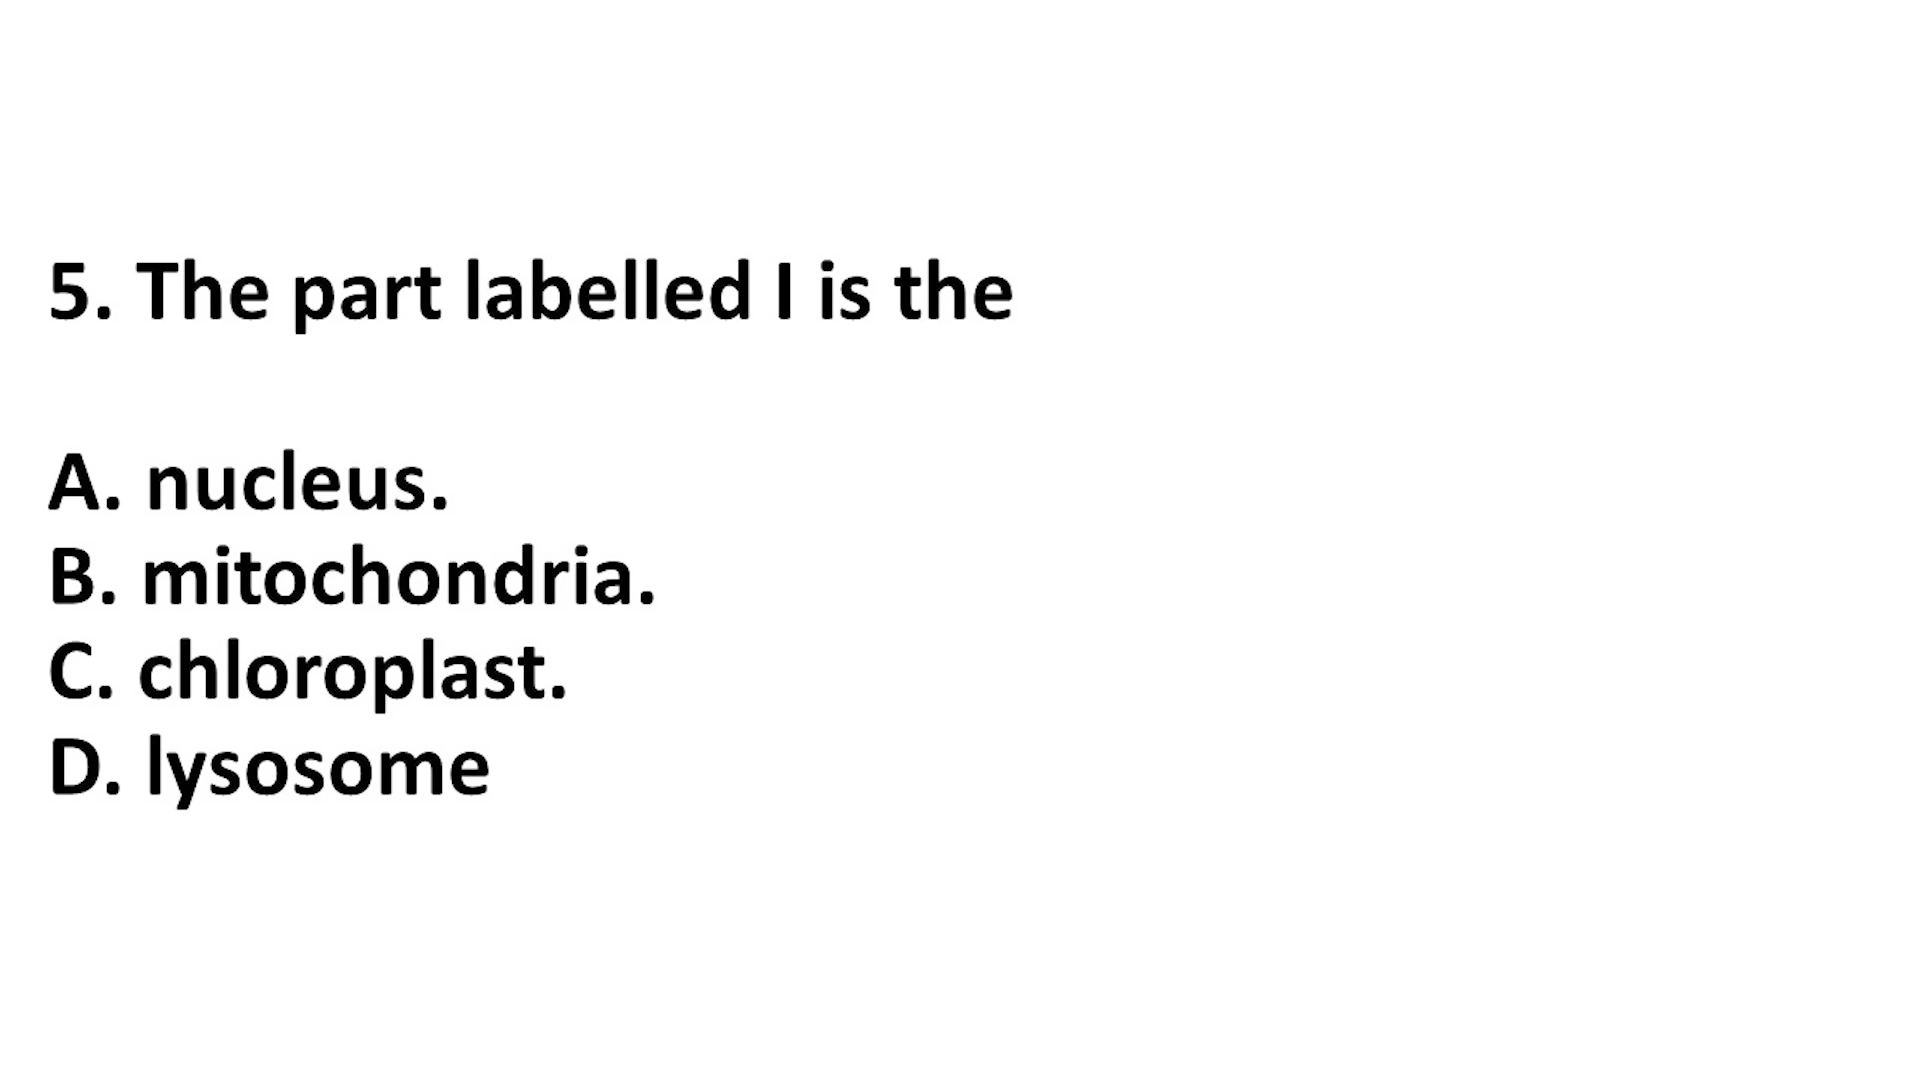 5. The part labelled I is the
A. nucleus.
B. mitochondria.
C. chloroplast.
D. lysosome